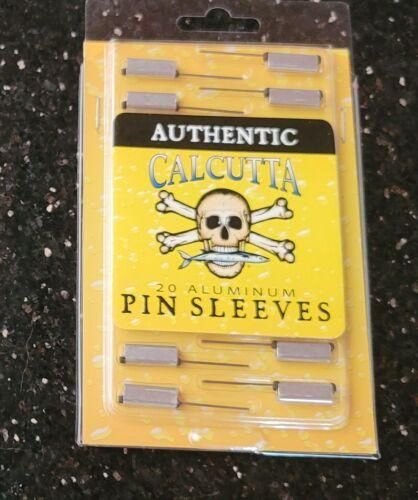 AUTHENTIC
CALCUTTA
20 ALUMINUM
PIN SLEEVES